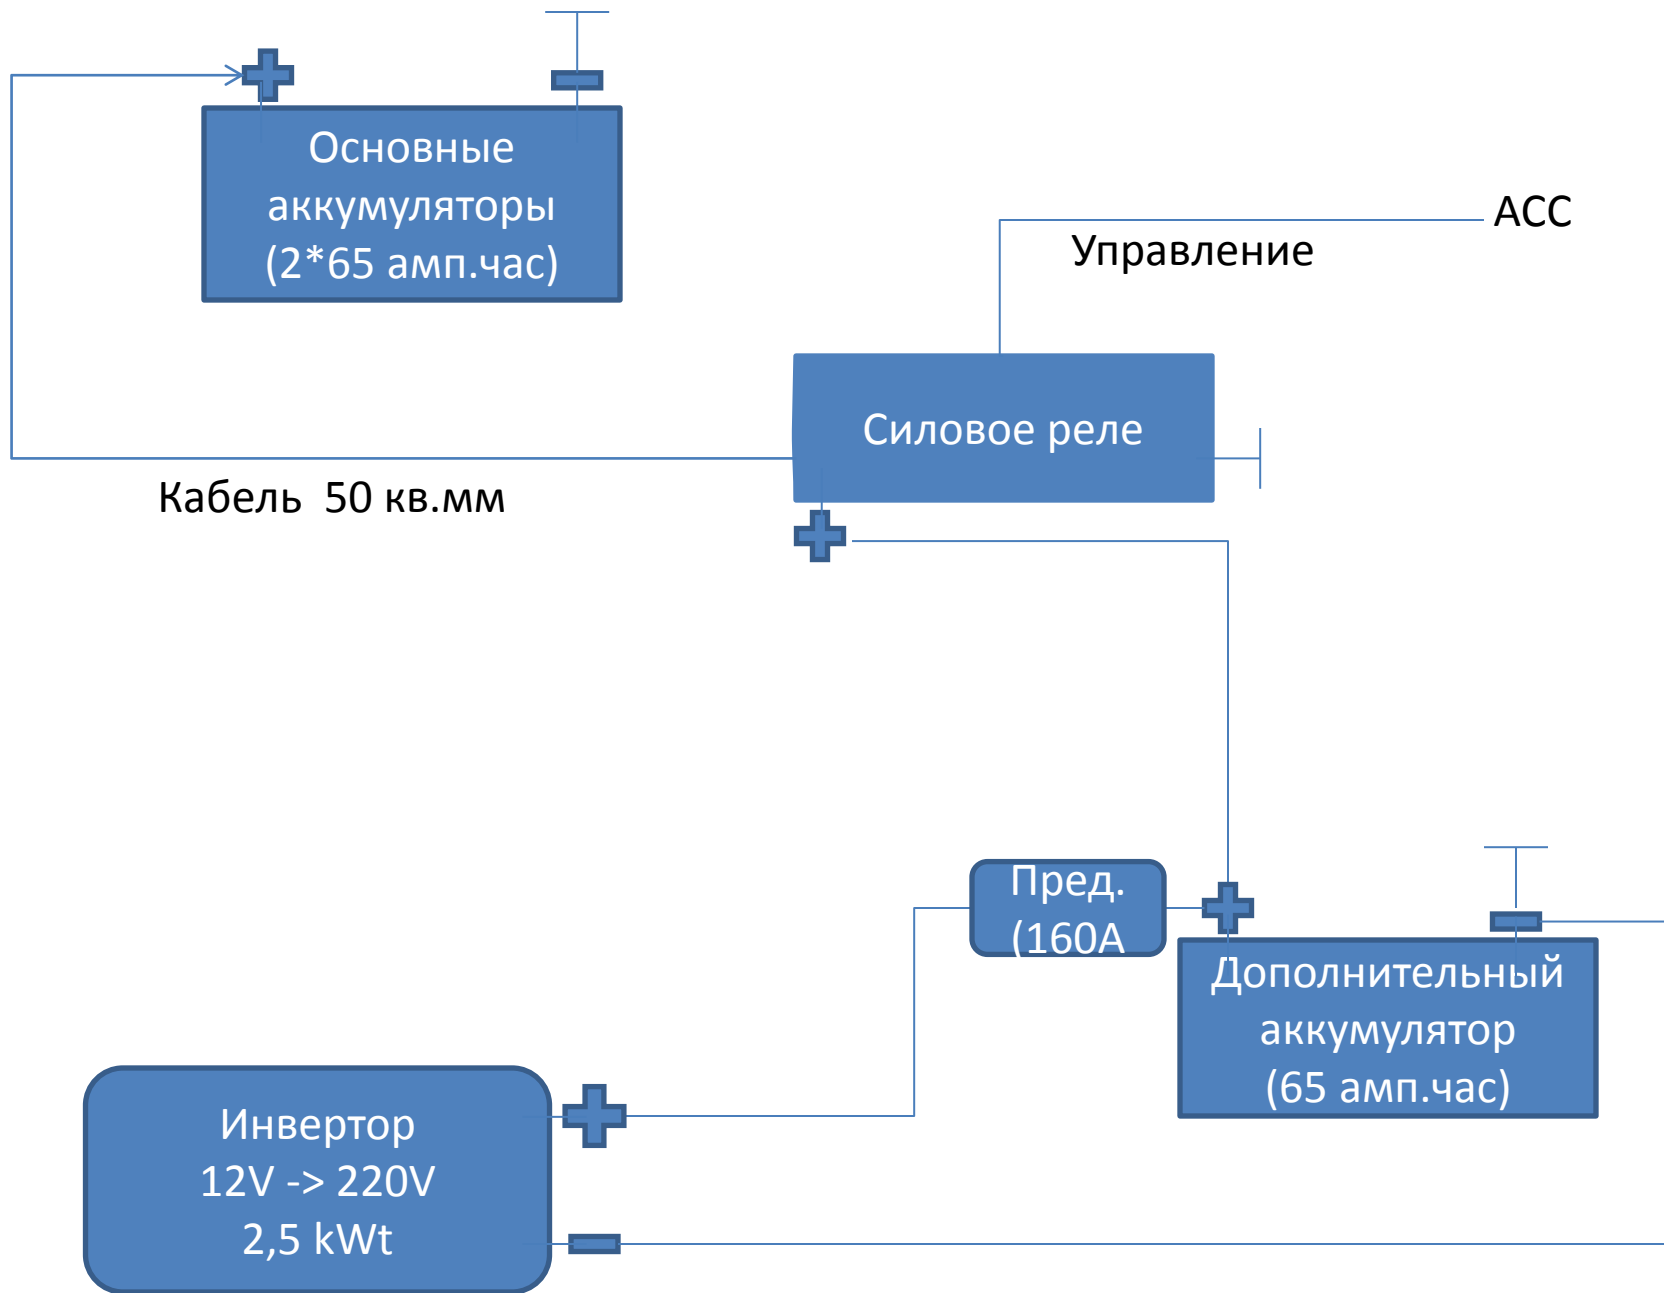 Основные
аккумуляторы
(2*65 амп.час)
АСС
Управление
Силовое реле
Кабель  50 кв.мм
Пред.
(160А
Дополнительный
аккумулятор
(65 амп.час)
Инвертор
12V -> 220V
2,5 kWt